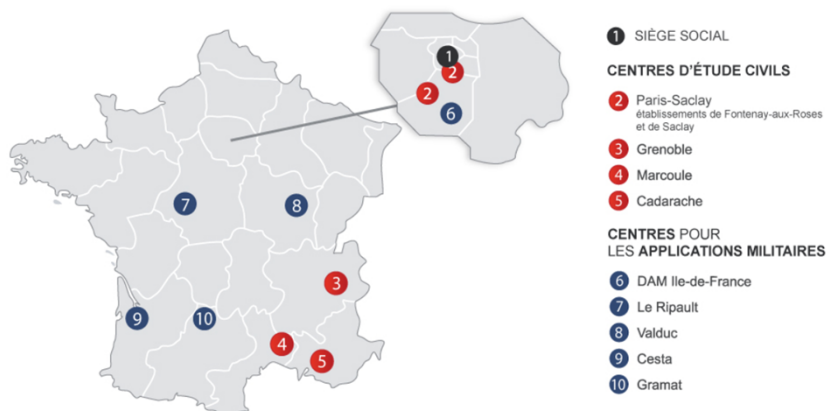 1
2
2
6
7
8
3
9
10
4
5
1 SIÈGE SOCIAL
CENTRES D'ÉTUDE CIVILS
2 Paris-Saclay
établissements de Fontenay-aux-Roses
et de Saclay
3 Grenoble
4 Marcoule
5 Cadarache
CENTRES POUR
LES APPLICATIONS MILITAIRES
6 DAM Ile-de-France
7 Le Ripault
8 Valduc
9 Cesta
10 Gramat